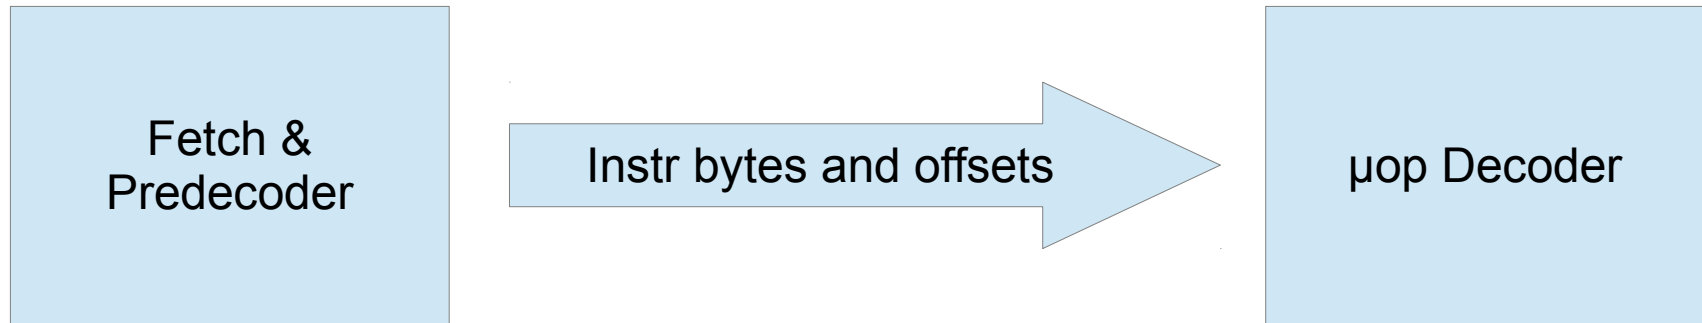 Fetch &
Predecoder
Instr bytes and offsets
µop Decoder